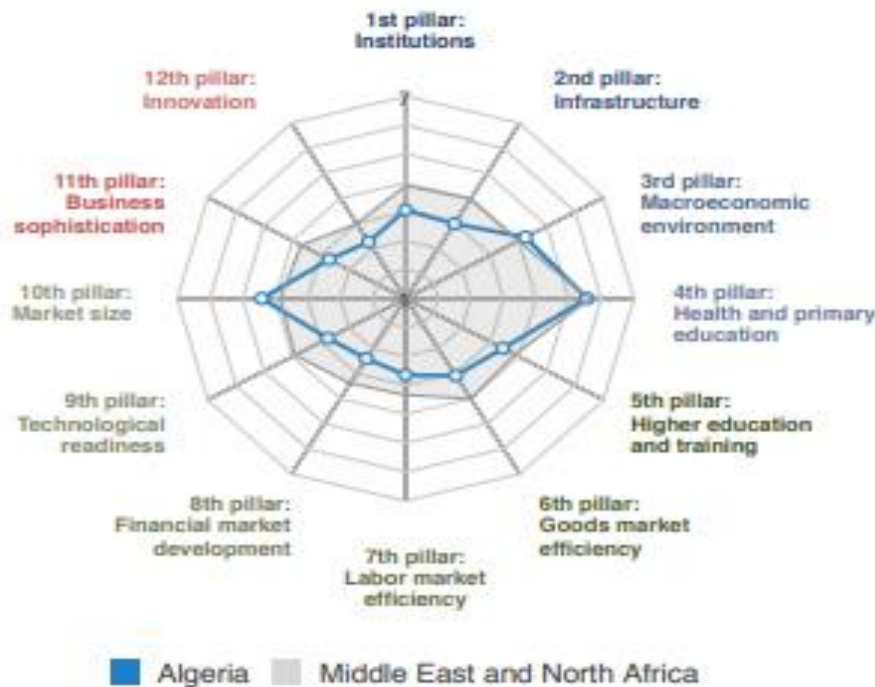 1st pillar:
Institutions
2nd pillar:
Infrastructure
3rd pillar:
Macroeconomic
environment
4th pillar:
Health and primary
education
5th pillar:
Higher education
and training
6th pillar:
Goods market
efficiency
7th pillar:
Labor market
efficiency
8th pillar:
Financial market
development
9th pillar:
Technological
readiness
10th pillar:
Market size
11th pillar:
Business
sophistication
12th pillar:
Innovation
7
Algeria
Middle East and North Africa